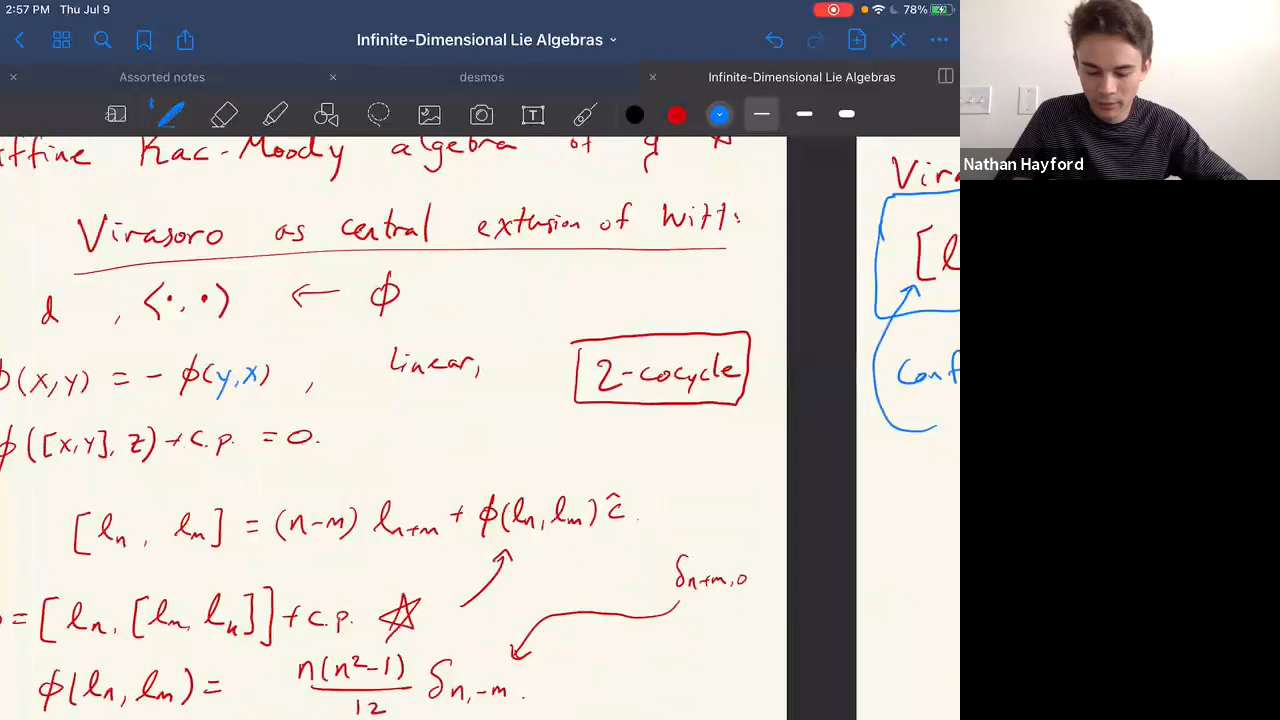 2:57 PM Thu Jul 9
78%
Infinite-Dimensional Lie Algebras
Assorted notes
desmos
Infinite-Dimensional Lie Algebras
Nathan Hayford
Kac-Moody algebra of g
Virasoro as central extension of Witt:
d, ⟨·,·⟩ ← ϕ
ϕ(x,y) = - ϕ(y,x), linear,
2-cocycle
ϕ([x,y], z) + c.p. = 0.
[ln, lm] = (n-m) ln+m + ϕ(ln, lm) ĉ.
δn+m,0
= [ln, [lm, lk]] + c.p. ☆
ϕ(ln, lm) = n(n²-1)/12 δn,-m.